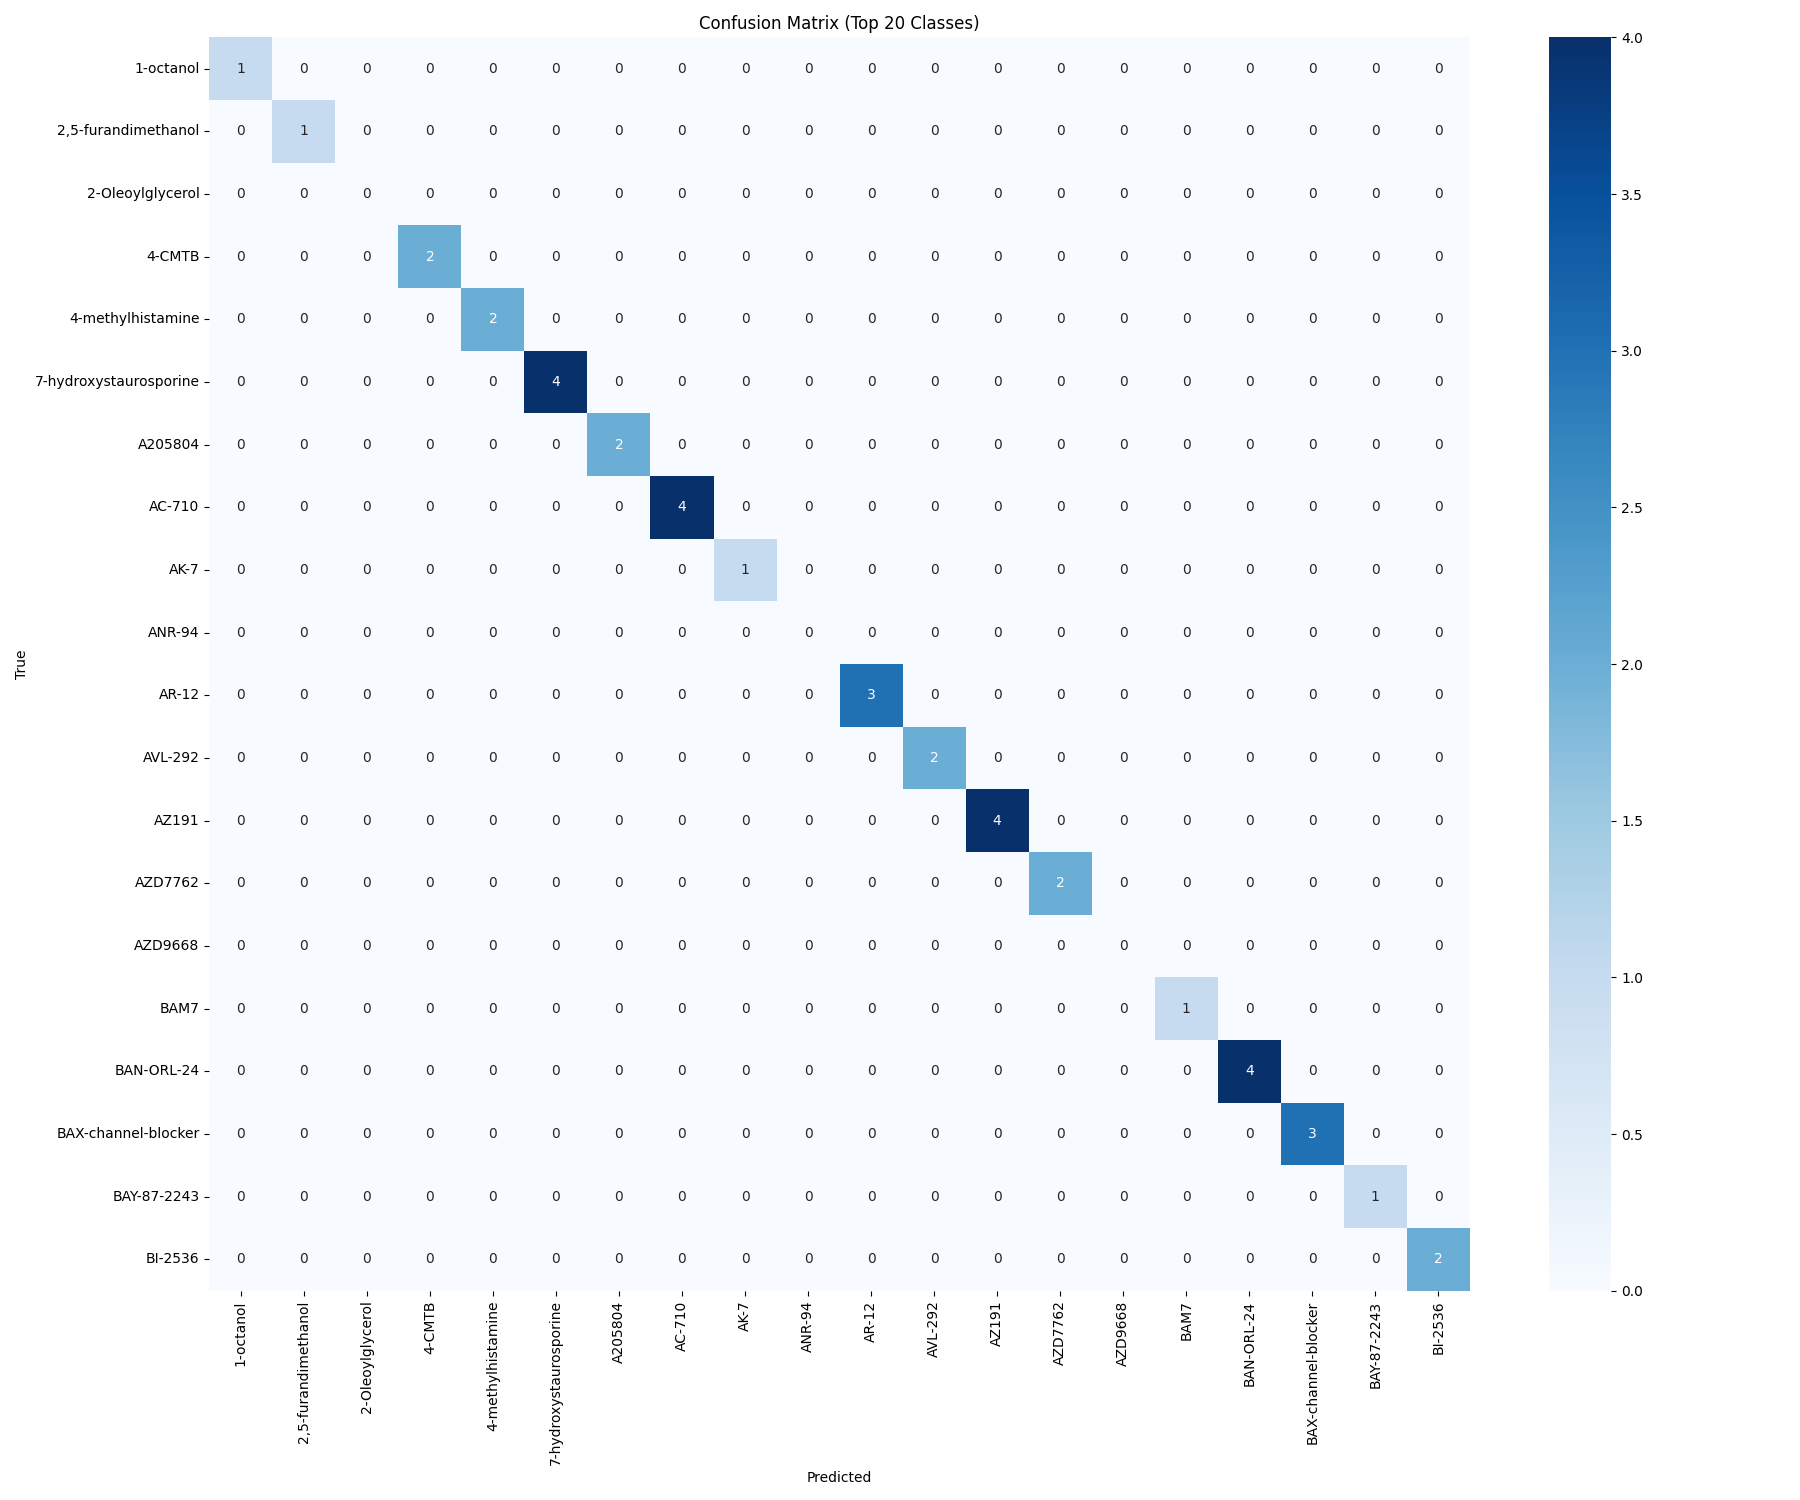 Confusion Matrix (Top 20 Classes)
True
1-octanol 1 0 0 0 0 0 0 0 0 0 0 0 0 0 0 0 0 0 0 0
2,5-furandimethanol 0 1 0 0 0 0 0 0 0 0 0 0 0 0 0 0 0 0 0 0
2-Oleoylglycerol 0 0 0 0 0 0 0 0 0 0 0 0 0 0 0 0 0 0 0 0
4-CMTB 0 0 0 2 0 0 0 0 0 0 0 0 0 0 0 0 0 0 0 0
4-methylhistamine 0 0 0 0 2 0 0 0 0 0 0 0 0 0 0 0 0 0 0 0
7-hydroxystaurosporine 0 0 0 0 0 4 0 0 0 0 0 0 0 0 0 0 0 0 0 0
A205804 0 0 0 0 0 0 2 0 0 0 0 0 0 0 0 0 0 0 0 0
AC-710 0 0 0 0 0 0 0 4 0 0 0 0 0 0 0 0 0 0 0 0
AK-7 0 0 0 0 0 0 0 0 1 0 0 0 0 0 0 0 0 0 0 0
ANR-94 0 0 0 0 0 0 0 0 0 0 0 0 0 0 0 0 0 0 0 0
AR-12 0 0 0 0 0 0 0 0 0 0 3 0 0 0 0 0 0 0 0 0
AVL-292 0 0 0 0 0 0 0 0 0 0 0 2 0 0 0 0 0 0 0 0
AZ191 0 0 0 0 0 0 0 0 0 0 0 0 4 0 0 0 0 0 0 0
AZD7762 0 0 0 0 0 0 0 0 0 0 0 0 0 2 0 0 0 0 0 0
AZD9668 0 0 0 0 0 0 0 0 0 0 0 0 0 0 0 0 0 0 0 0
BAM7 0 0 0 0 0 0 0 0 0 0 0 0 0 0 0 1 0 0 0 0
BAN-ORL-24 0 0 0 0 0 0 0 0 0 0 0 0 0 0 0 0 4 0 0 0
BAX-channel-blocker 0 0 0 0 0 0 0 0 0 0 0 0 0 0 0 0 0 3 0 0
BAY-87-2243 0 0 0 0 0 0 0 0 0 0 0 0 0 0 0 0 0 0 1 0
BI-2536 0 0 0 0 0 0 0 0 0 0 0 0 0 0 0 0 0 0 0 2
1-octanol
2,5-furandimethanol
2-Oleoylglycerol
4-CMTB
4-methylhistamine
7-hydroxystaurosporine
A205804
AC-710
AK-7
ANR-94
AR-12
AVL-292
AZ191
AZD7762
AZD9668
BAM7
BAN-ORL-24
BAX-channel-blocker
BAY-87-2243
BI-2536
Predicted
4.0
3.5
3.0
2.5
2.0
1.5
1.0
0.5
0.0